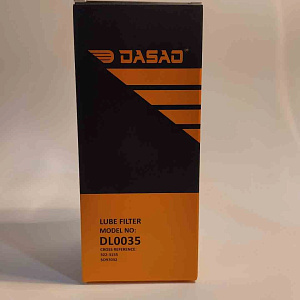 DASAO
LUBE FILTER
MODEL NO:
DL0035
CROSS REFERENCE